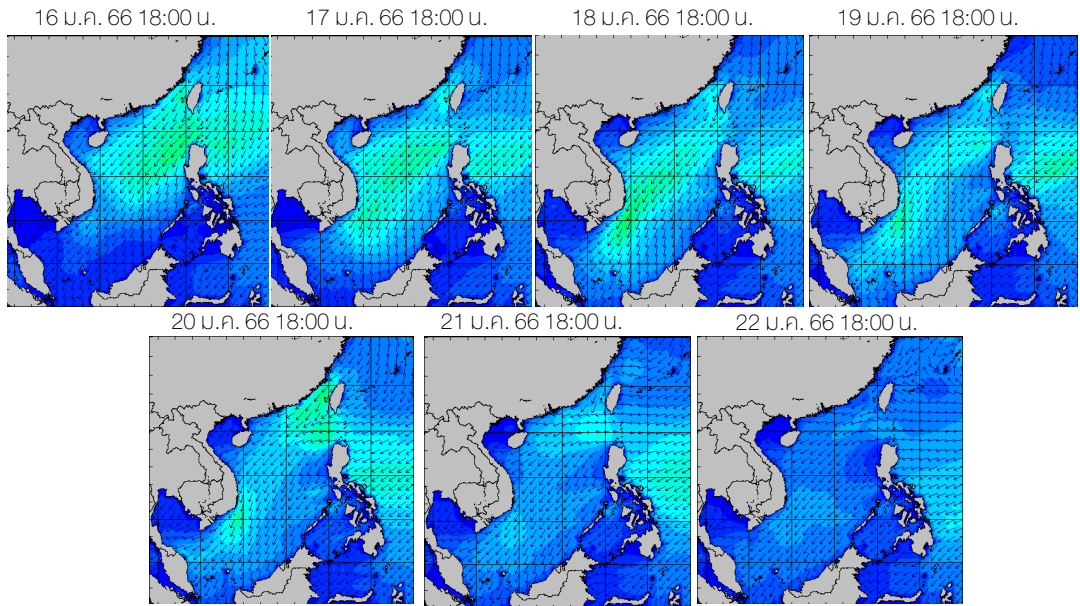 16 ม.ค. 66 18:00 น.
17 ม.ค. 66 18:00 น.
18 ม.ค. 66 18:00 น.
19 ม.ค. 66 18:00 น.
20 ม.ค. 66 18:00 น.
21 ม.ค. 66 18:00 น.
22 ม.ค. 66 18:00 น.